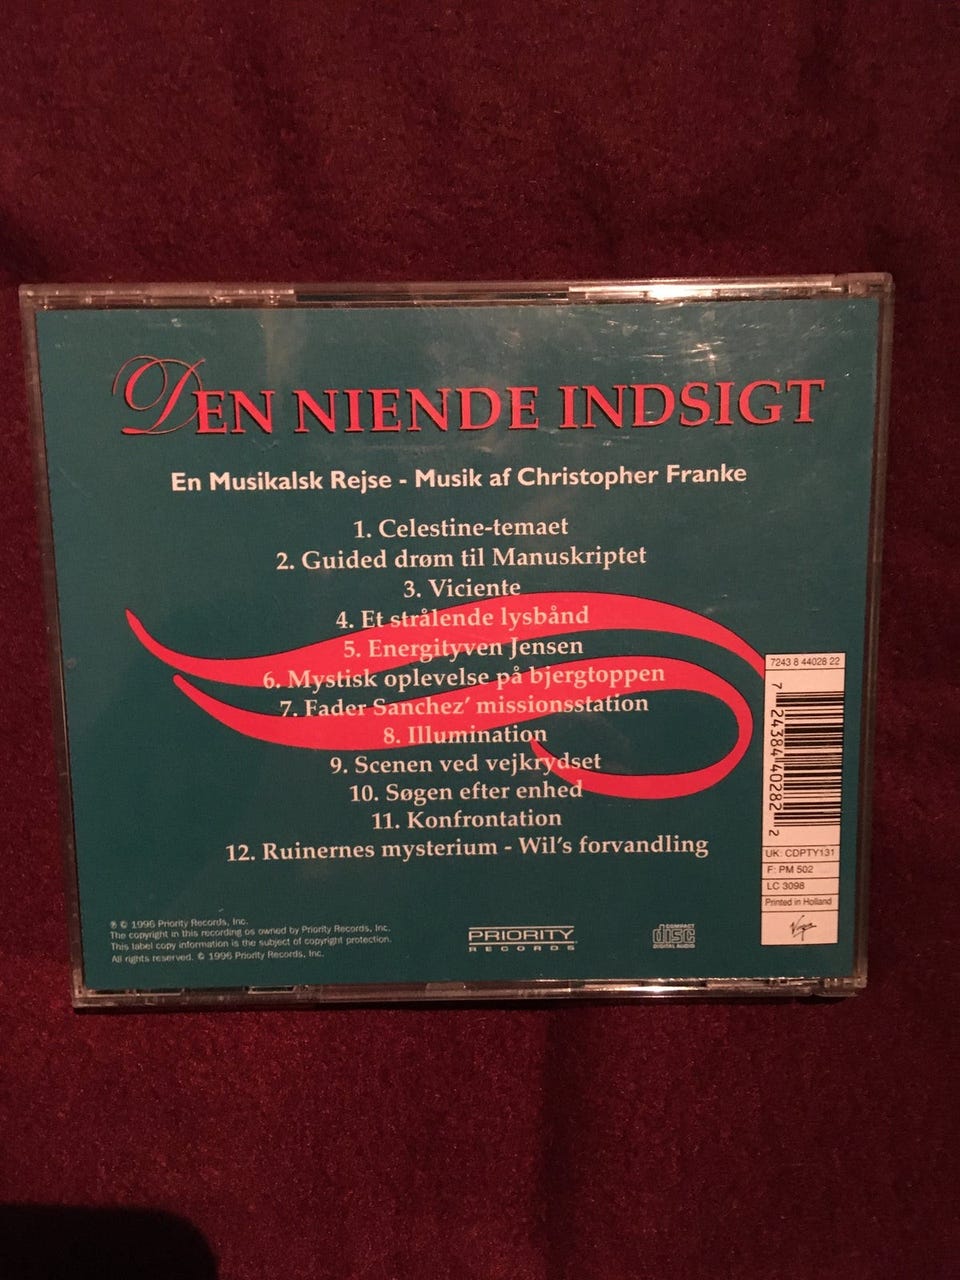 DEN NIENDE INDSIGT
En Musikalsk Rejse - Musik af Christopher Franke
1. Celestine-temaet
2. Guided drøm til Manuskriptet
3. Viciente
4. Et strålende lysbånd
5. Energityven Jensen
6. Mystisk oplevelse på bjergtoppen
7. Fader Sanchez' missionsstation
8. Illumination
9. Scenen ved vejkrydset
10. Søgen efter enhed
11. Konfrontation
12. Ruinernes mysterium - Wil's forvandling
7243 8 44028 22
7 24384 40282 2
UK: CDPTY131
F: PM 502
LC 3098
Printed in Holland
Virgin
℗ © 1996 Priority Records, Inc.
The copyright in this recording os owned by Priority Records, Inc.
This label copy information is the subject of copyright protection.
All rights reserved. © 1996 Priority Records, Inc.
PRIORITY
RECORDS
COMPACT
disc
DIGITAL AUDIO